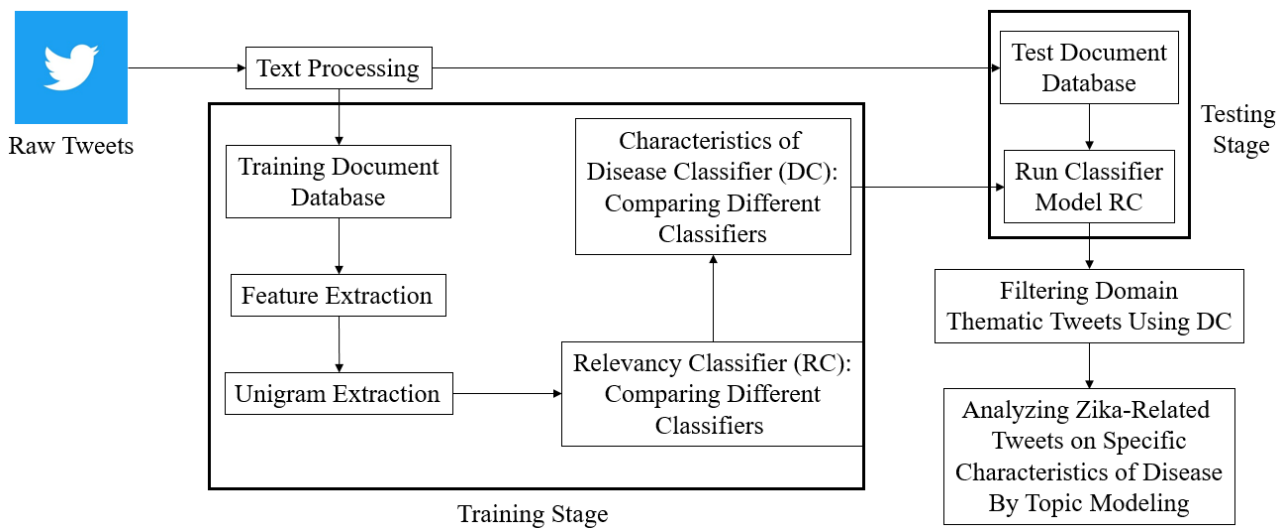 Raw Tweets
Text Processing
Training Document
Database
Feature Extraction
Unigram Extraction
Relevancy Classifier (RC):
Comparing Different
Classifiers
Characteristics of
Disease Classifier (DC):
Comparing Different
Classifiers
Training Stage
Test Document
Database
Run Classifier
Model RC
Testing
Stage
Filtering Domain
Thematic Tweets Using DC
Analyzing Zika-Related
Tweets on Specific
Characteristics of Disease
By Topic Modeling